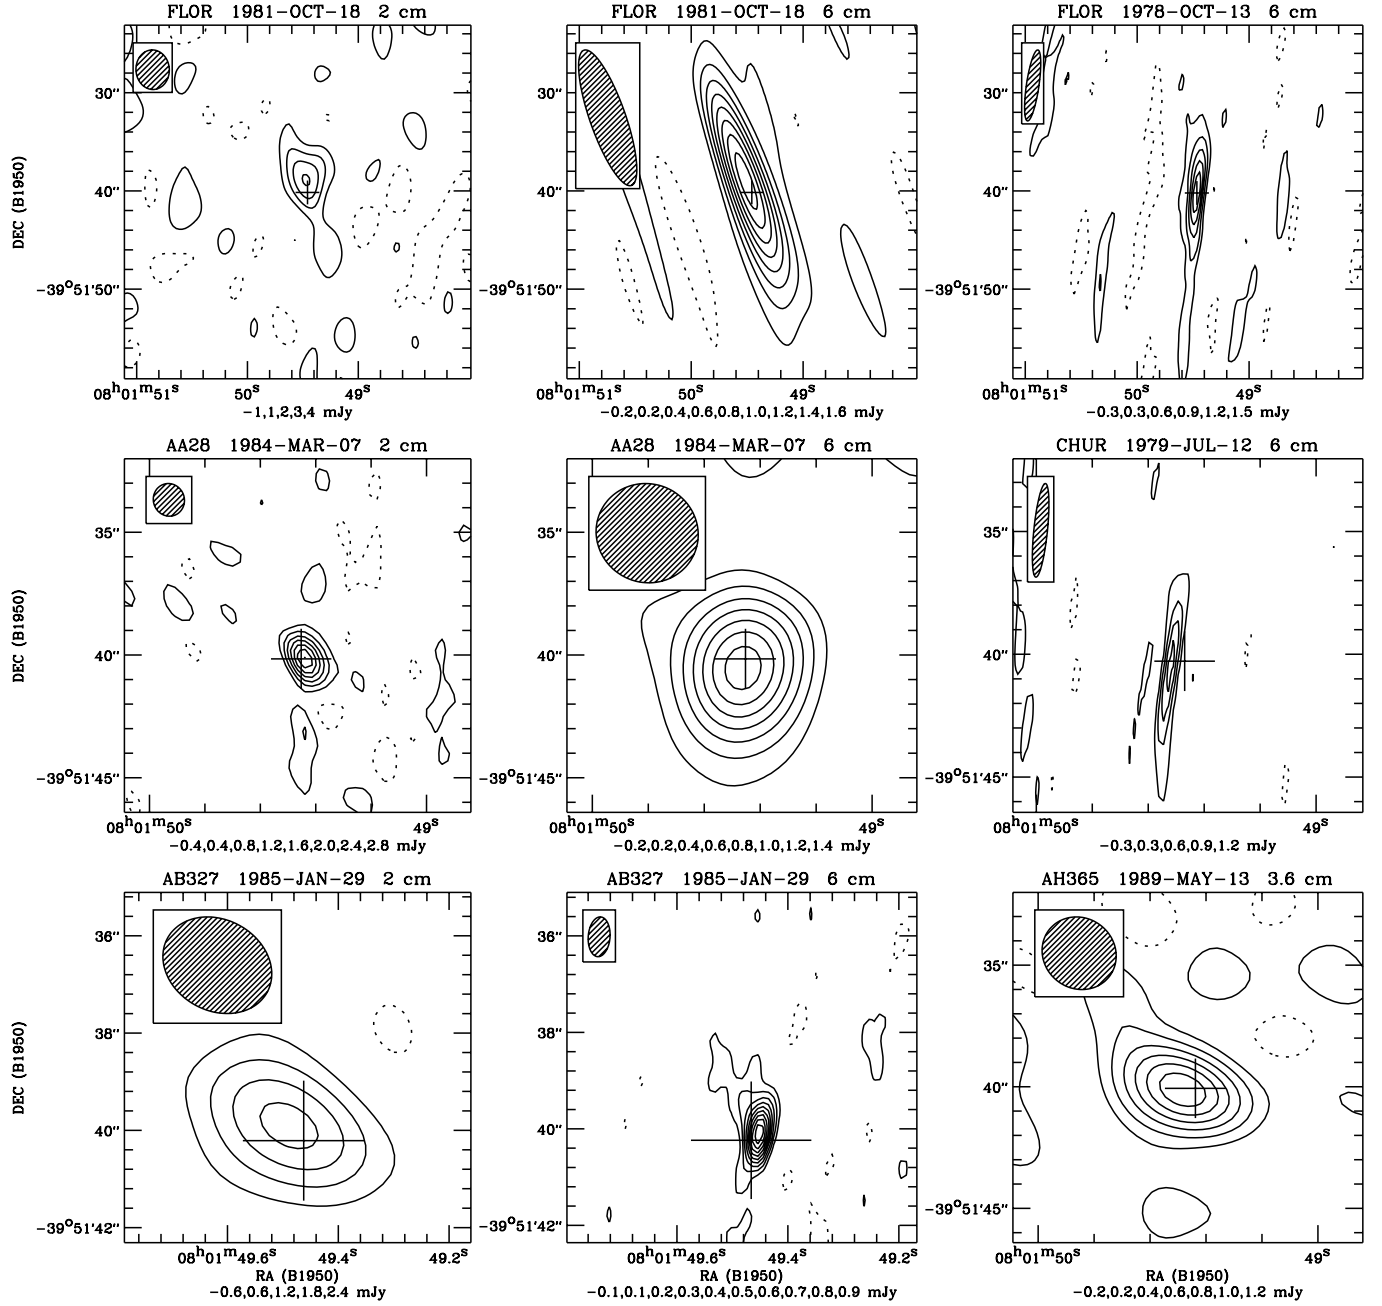 FLOR 1981-OCT-18 2 cm
FLOR 1981-OCT-18 6 cm
FLOR 1978-OCT-13 6 cm
DEC (B1950)
30''
40''
-39°51'50''
08h01m51s 50s 49s
-1,1,2,3,4 mJy
30''
40''
-39°51'50''
08h01m51s 50s 49s
-0.2,0.2,0.4,0.6,0.8,1.0,1.2,1.4,1.6 mJy
30''
40''
-39°51'50''
08h01m51s 50s 49s
-0.3,0.3,0.6,0.9,1.2,1.5 mJy
AA28 1984-MAR-07 2 cm
AA28 1984-MAR-07 6 cm
CHUR 1979-JUL-12 6 cm
DEC (B1950)
35''
40''
-39°51'45''
08h01m50s 49s
-0.4,0.4,0.8,1.2,1.6,2.0,2.4,2.8 mJy
35''
40''
-39°51'45''
08h01m50s 49s
-0.2,0.2,0.4,0.6,0.8,1.0,1.2,1.4 mJy
35''
40''
-39°51'45''
08h01m50s 49s
-0.3,0.3,0.6,0.9,1.2 mJy
AB327 1985-JAN-29 2 cm
AB327 1985-JAN-29 6 cm
AH365 1989-MAY-13 3.6 cm
DEC (B1950)
36''
38''
40''
-39°51'42''
08h01m49.6s 49.4s 49.2s
RA (B1950)
-0.6,0.6,1.2,1.8,2.4 mJy
36''
38''
40''
-39°51'42''
08h01m49.6s 49.4s 49.2s
RA (B1950)
-0.1,0.1,0.2,0.3,0.4,0.5,0.6,0.7,0.8,0.9 mJy
35''
40''
-39°51'45''
08h01m50s 49s
RA (B1950)
-0.2,0.2,0.4,0.6,0.8,1.0,1.2 mJy